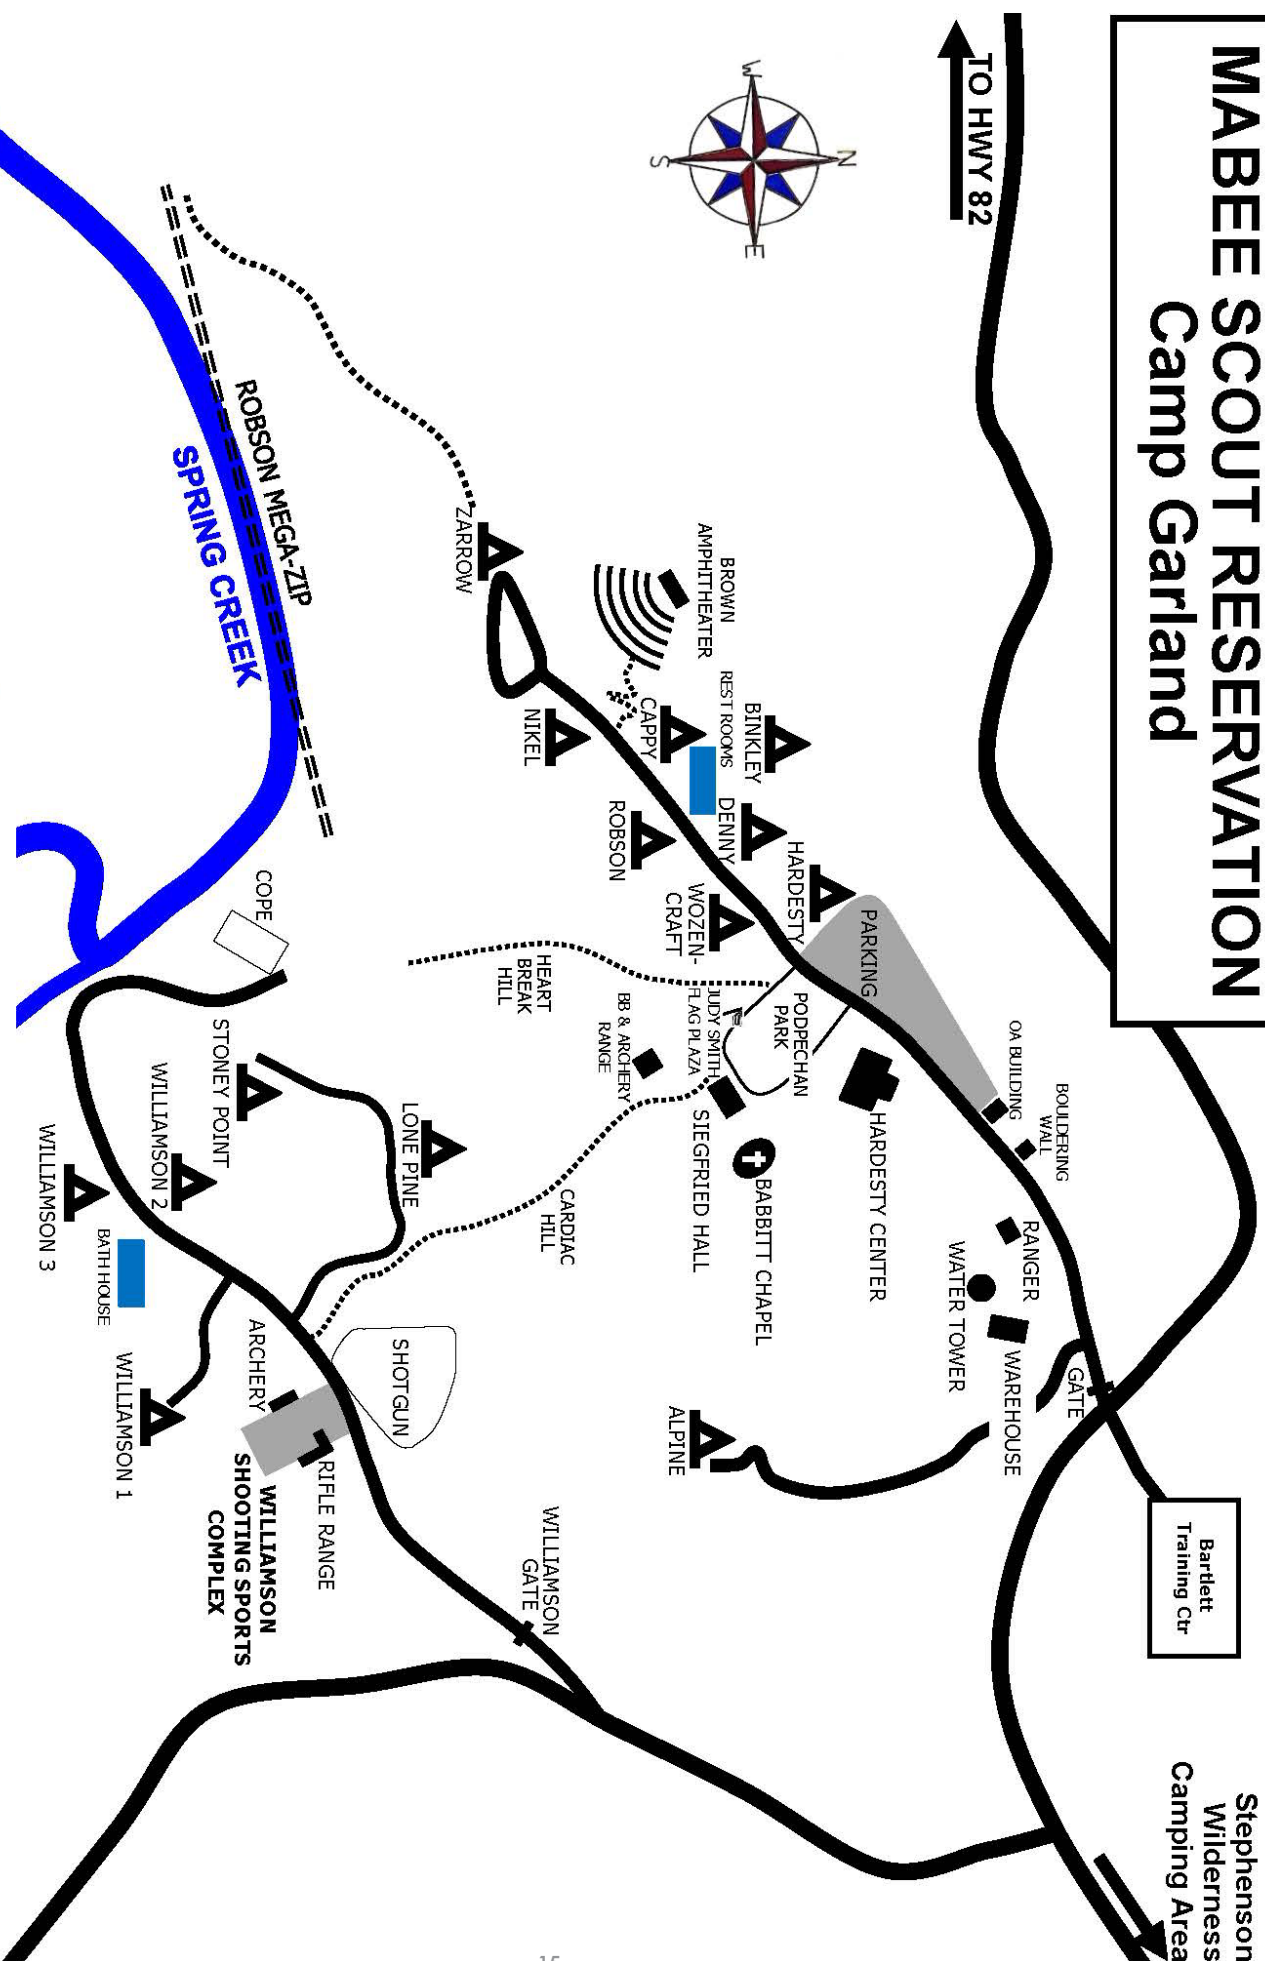 MABEE SCOUT RESERVATION
Camp Garland
TO HWY 82
W
N
S
E
Stephenson
Wilderness
Camping Area
Bartlett
Training Ctr
GATE
BOULDERING
WALL
OA BUILDING
RANGER
WATER TOWER
WAREHOUSE
PARKING
HARDESTY CENTER
PODPECHAN
PARK
JUDY SMITH
FLAG PLAZA
SIEGFRIED HALL
BABBITT CHAPEL
ALPINE
HARDESTY
BINKLEY
DENNY
REST ROOMS
BROWN
AMPHITHEATER
CAPPY
WOZEN-
CRAFT
ROBSON
NIKEL
ZARROW
BB & ARCHERY
RANGE
HEART
BREAK
HILL
CARDIAC
HILL
WILLIAMSON
GATE
LONE PINE
SHOTGUN
RIFLE RANGE
ARCHERY
WILLIAMSON
SHOOTING SPORTS
COMPLEX
ROBSON MEGA-ZIP
SPRING CREEK
COPE
STONEY POINT
WILLIAMSON 2
WILLIAMSON 3
BATH HOUSE
WILLIAMSON 1
15